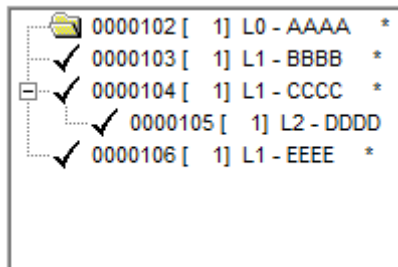 0000102 [ 1] L0 - AAAA *
0000103 [ 1] L1 - BBBB *
0000104 [ 1] L1 - CCCC *
0000105 [ 1] L2 - DDDD
0000106 [ 1] L1 - EEEE *